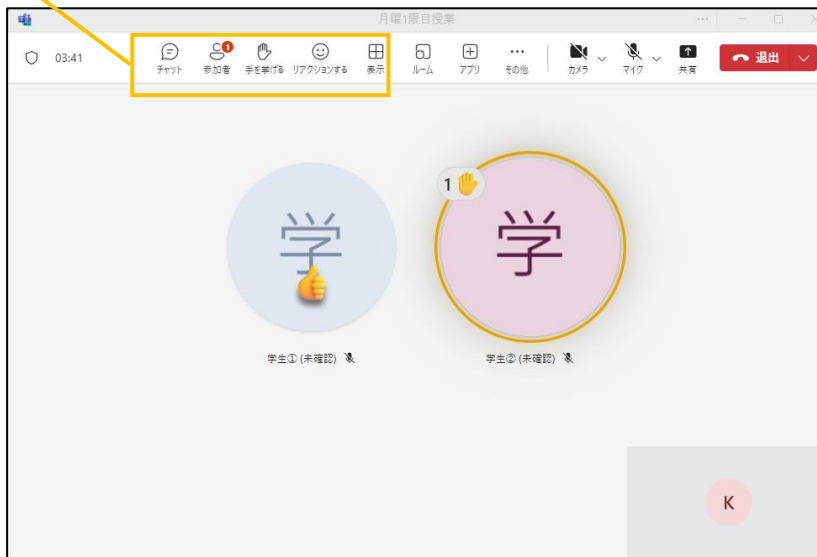 月曜1限目授業
03:41
1
チャット 参加者 手を挙げる リアクションする 表示 ルーム アプリ その他 カメラ マイク 共有 退出
1
学 学
学生① (未確認) 学生② (未確認)
K